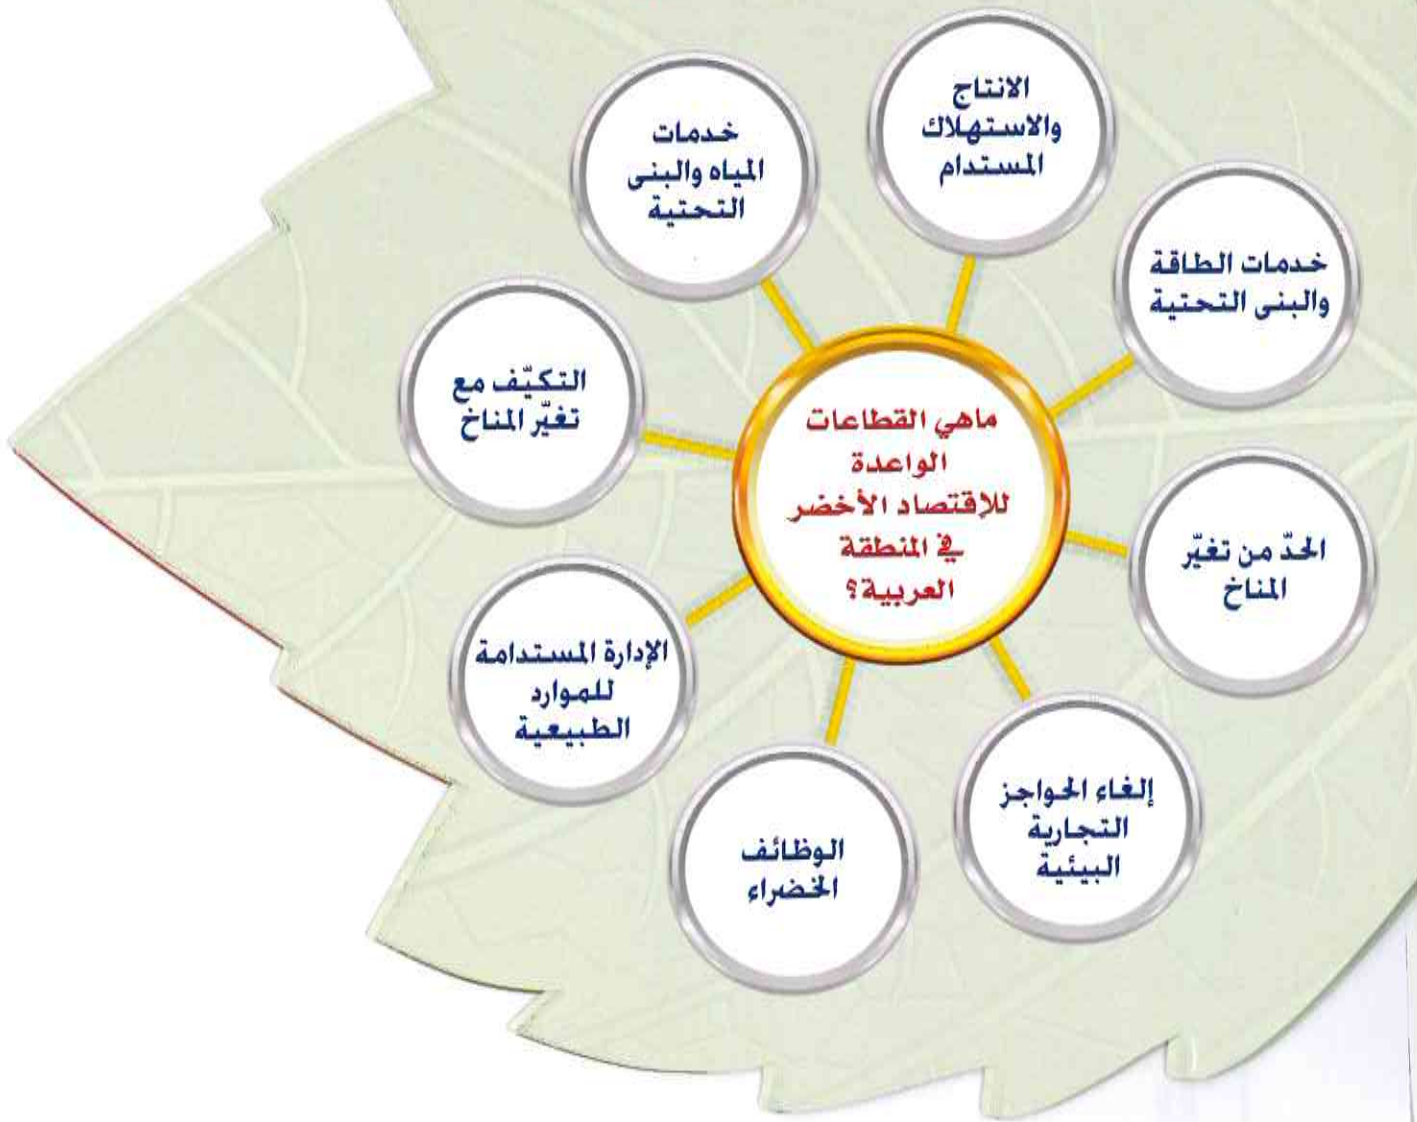 ماهي القطاعات
الواعدة
للإقتصاد الأخضر
في المنطقة
العربية؟
الانتاج
والاستهلاك
المستدام
خدمات الطاقة
والبنى التحتية
الحدّ من تغيّر
المناخ
إلغاء الحواجز
التجارية
البيئية
الوظائف
الخضراء
الإدارة المستدامة
للموارد
الطبيعية
التكيّف مع
تغيّر المناخ
خدمات
المياه والبنى
التحتية